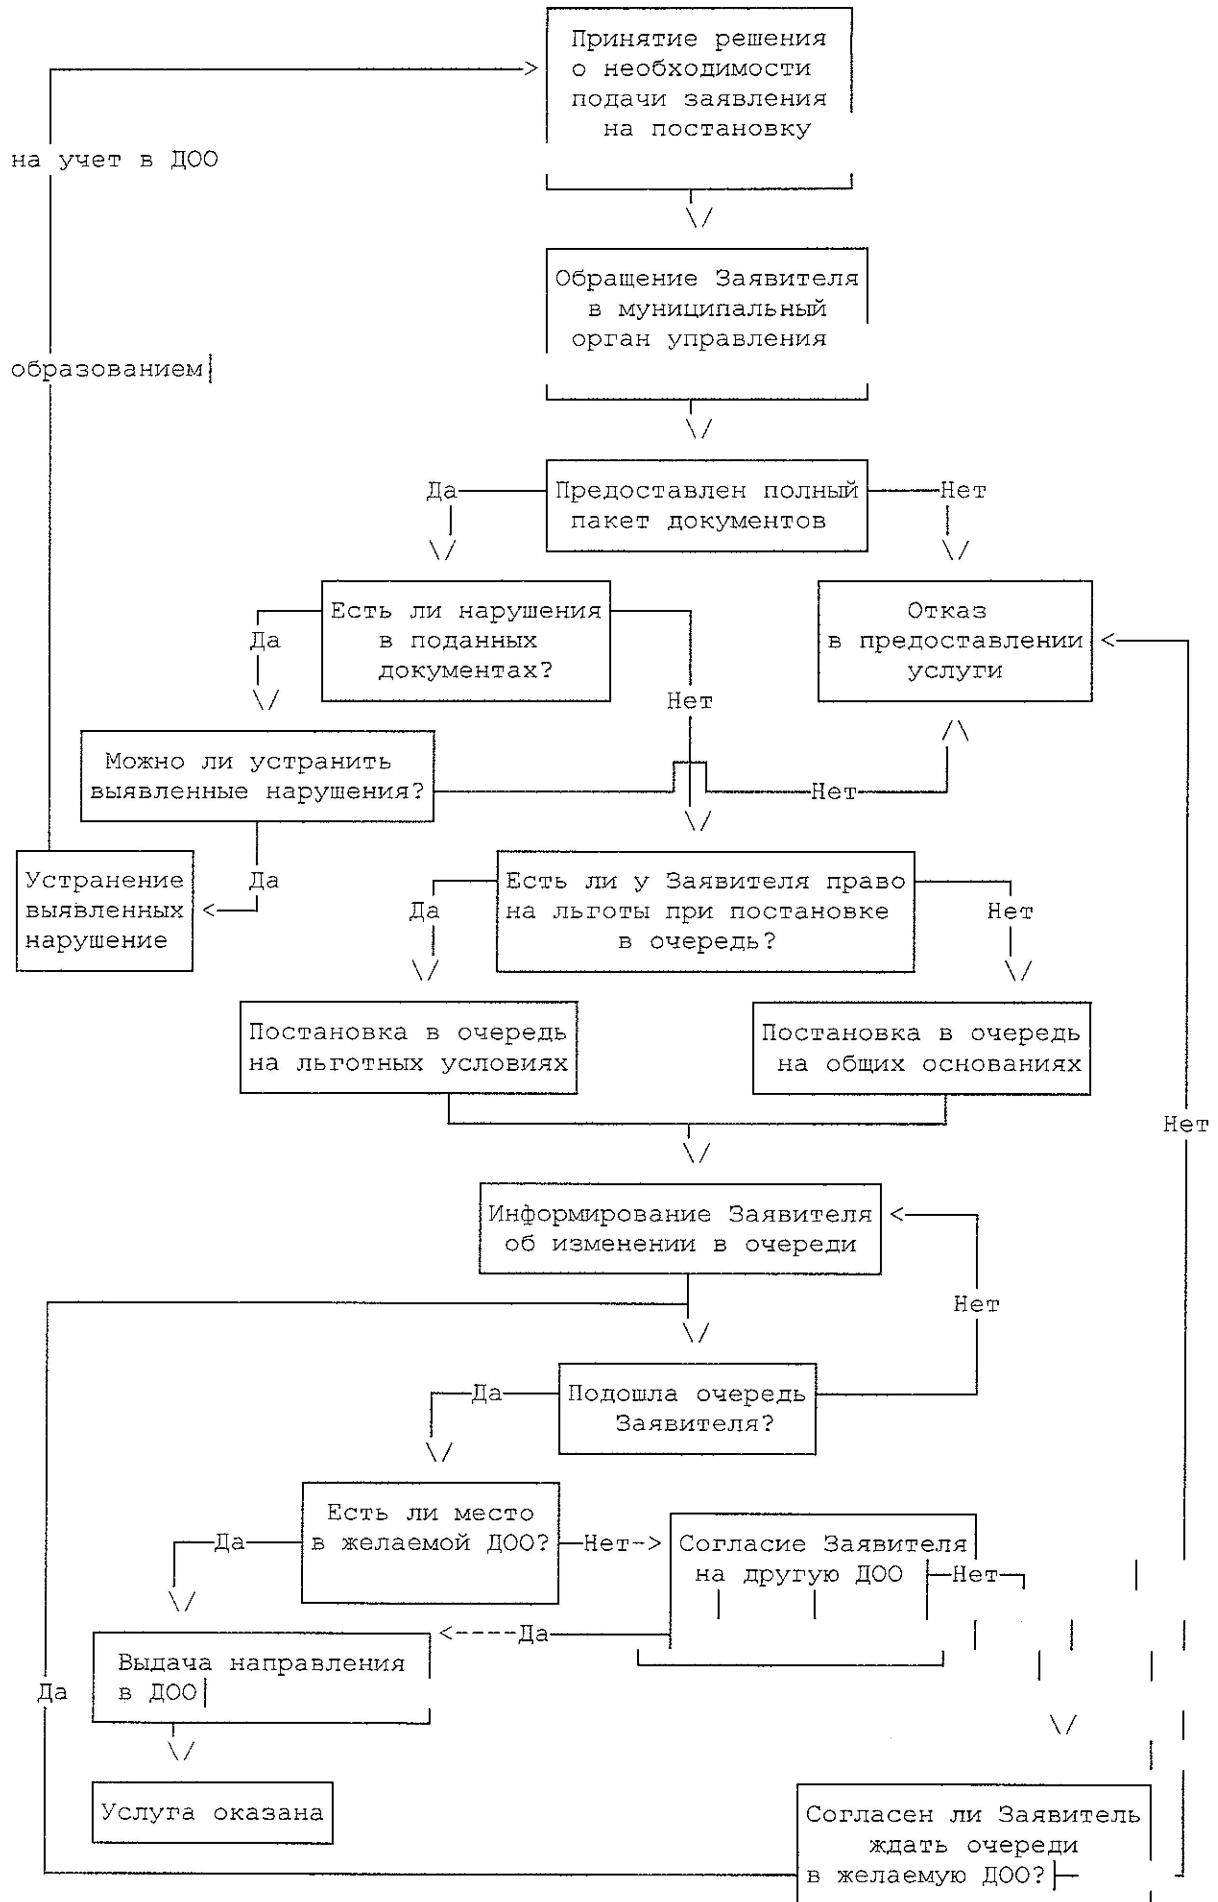 Принятие решения
о необходимости
подачи заявления
на постановку
на учет в ДОО
Обращение Заявителя
в муниципальный
орган управления
образованием
Да
Предоставлен полный
пакет документов
Нет
Есть ли нарушения
в поданных
документах?
Да
Нет
Отказ
в предоставлении
услуги
Можно ли устранить
выявленные нарушения?
Нет
Да
Устранение
выявленных
нарушение
Есть ли у Заявителя право
на льготы при постановке
в очередь?
Да
Нет
Постановка в очередь
на льготных условиях
Постановка в очередь
на общих основаниях
Нет
Информирование Заявителя
об изменении в очереди
Нет
Да
Подошла очередь
Заявителя?
Есть ли место
в желаемой ДОО?
Да
Нет
Согласие Заявителя
на другую ДОО
Нет
Да
Выдача направления
в ДОО
Да
Услуга оказана
Согласен ли Заявитель
ждать очереди
в желаемую ДОО?